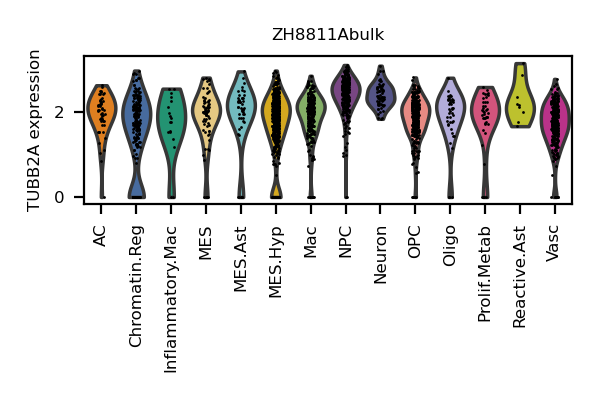 ZH8811Abulk
TUBB2A expression
2
0
AC
Chromatin.Reg
Inflammatory.Mac
MES
MES.Ast
MES.Hyp
Mac
NPC
Neuron
OPC
Oligo
Prolif.Metab
Reactive.Ast
Vasc